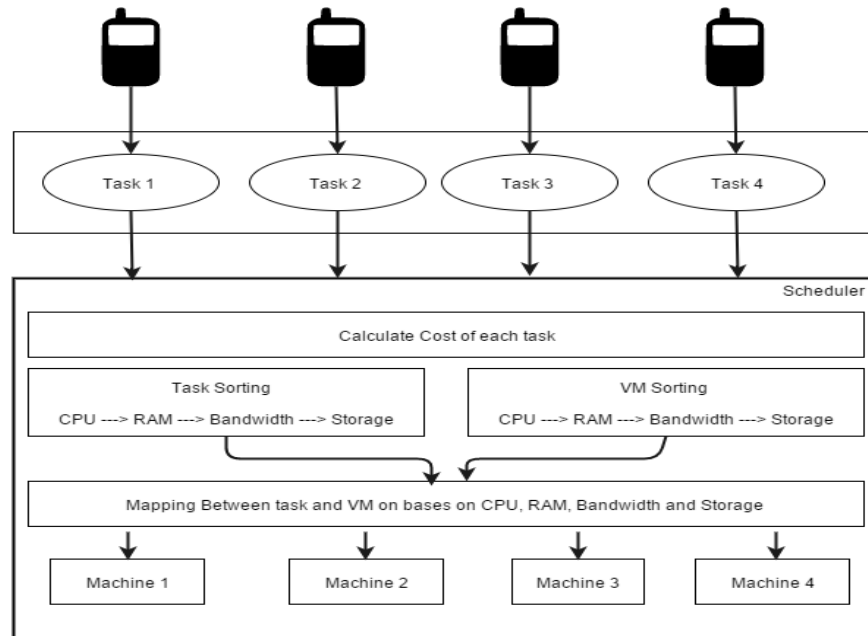 Task 1
Task 2
Task 3
Task 4
Scheduler
Calculate Cost of each task
Task Sorting
CPU ---> RAM ---> Bandwidth ---> Storage
VM Sorting
CPU ---> RAM ---> Bandwidth ---> Storage
Mapping Between task and VM on bases on CPU, RAM, Bandwidth and Storage
Machine 1
Machine 2
Machine 3
Machine 4